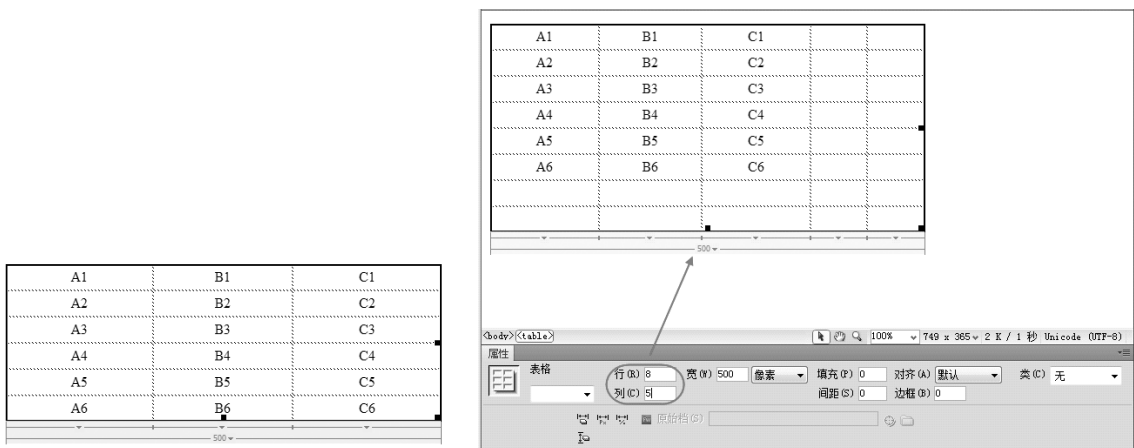 A1 B1 C1
A2 B2 C2
A3 B3 C3
A4 B4 C4
A5 B5 C5
A6 B6 C6
500
A1 B1 C1
A2 B2 C2
A3 B3 C3
A4 B4 C4
A5 B5 C5
A6 B6 C6
500
<body><table> 100% 749 x 365 2 K / 1 秒 Unicode (UTF-8)
属性
表格 行(R) 8 宽(W) 500 像素 填充(P) 0 对齐(A) 默认 类(C) 无
列(C) 5 间距(S) 0 边框(B) 0
原始档(S)